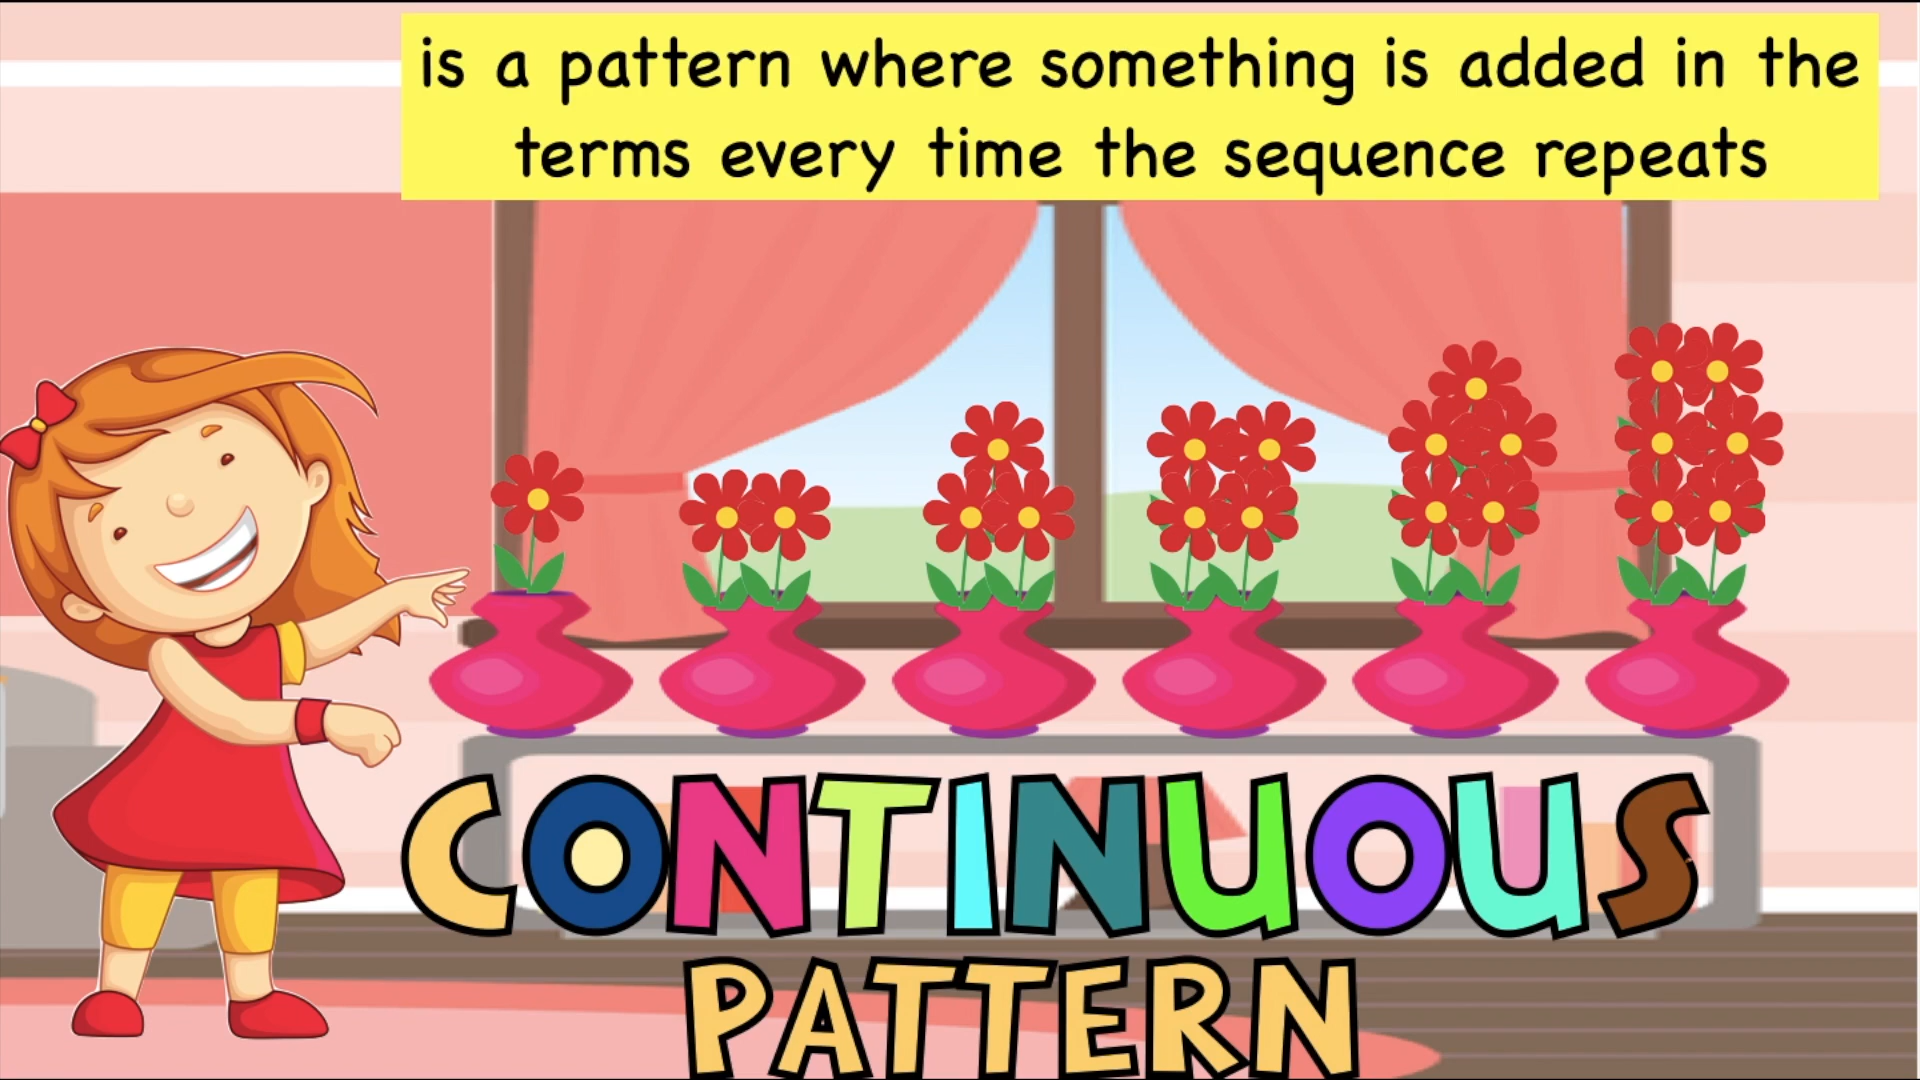 is a pattern where something is added in the
terms every time the sequence repeats
CONTINUOUS
PATTERN